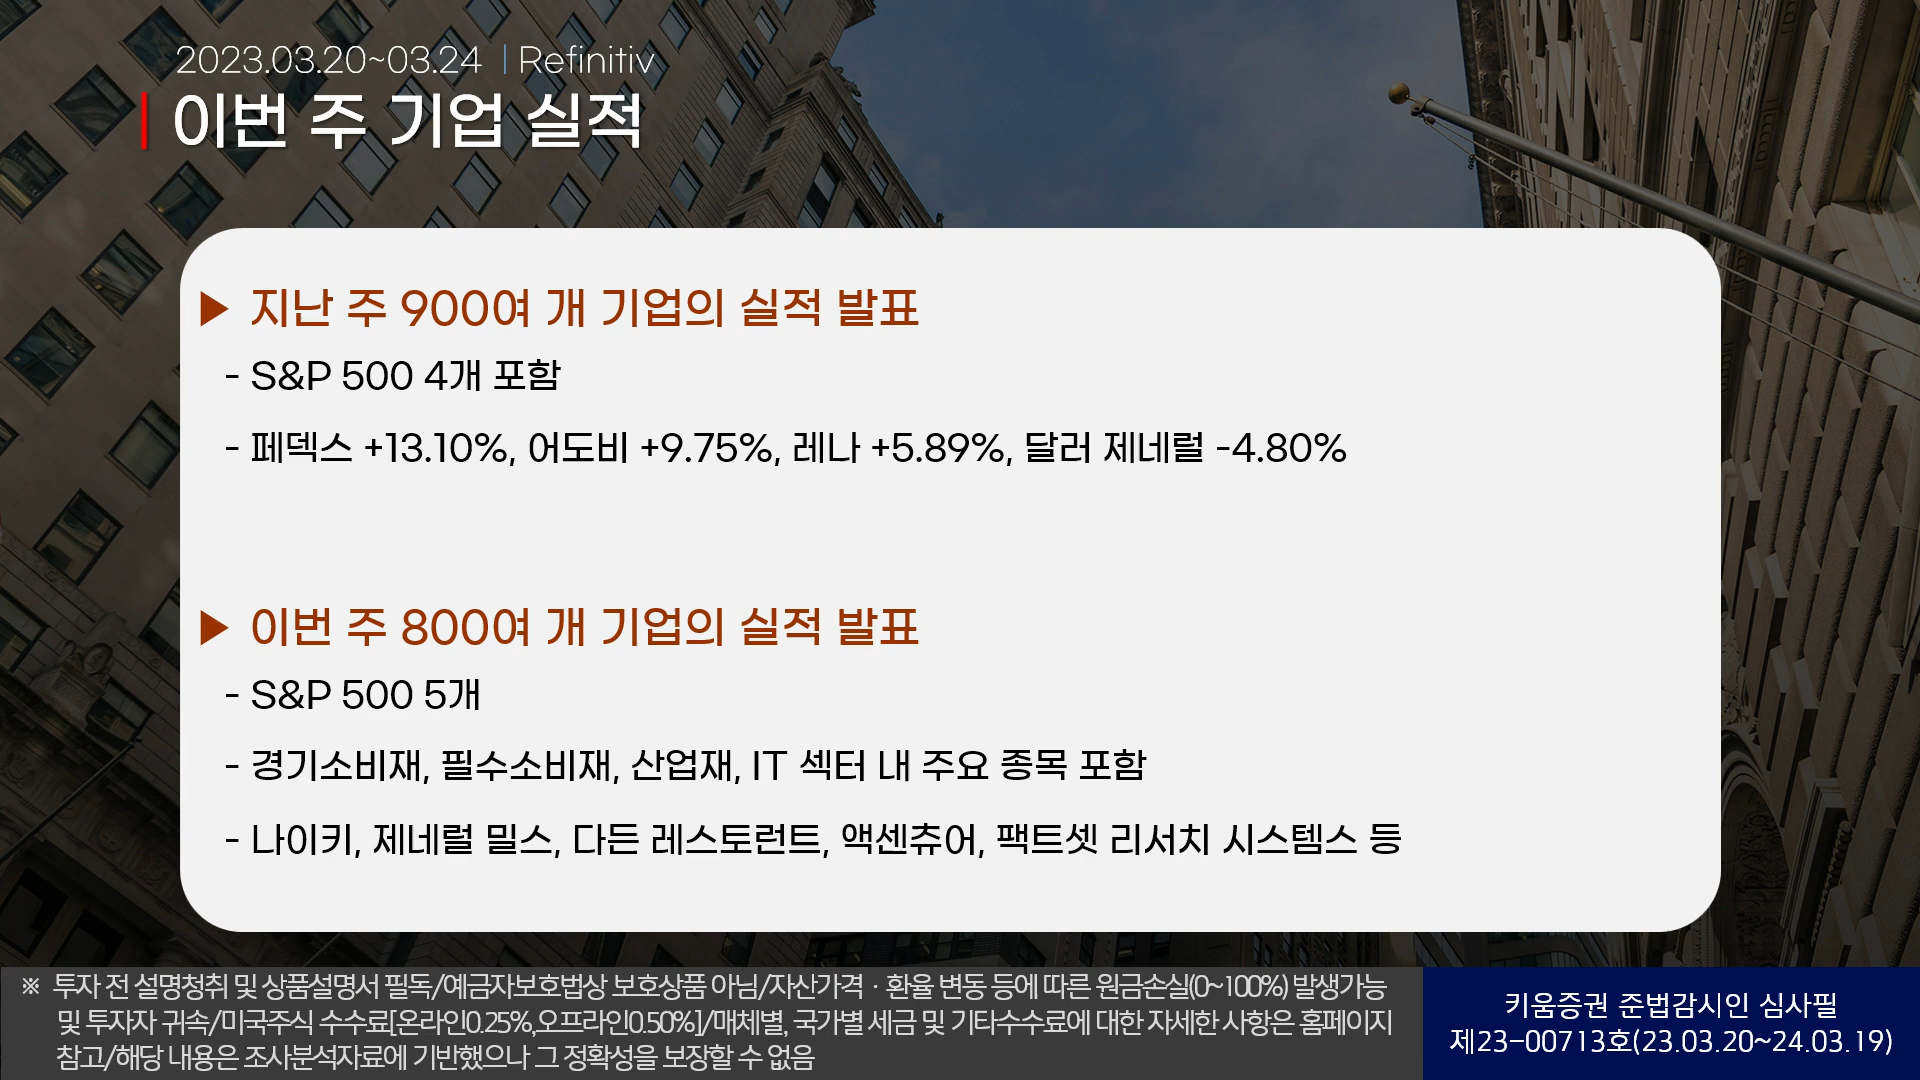 2023.03.20~03.24 | Refinitiv
이번 주 기업 실적
▶ 지난 주 900여 개 기업의 실적 발표
- S&P 500 4개 포함
- 페덱스 +13.10%, 어도비 +9.75%, 레나 +5.89%, 달러 제네럴 -4.80%
▶ 이번 주 800여 개 기업의 실적 발표
- S&P 500 5개
- 경기소비재, 필수소비재, 산업재, IT 섹터 내 주요 종목 포함
- 나이키, 제네럴 밀스, 다든 레스토런트, 액센츄어, 팩트셋 리서치 시스템스 등
※ 투자 전 설명청취 및 상품설명서 필독/예금자보호법상 보호상품 아님/자산가격 · 환율 변동 등에 따른 원금손실(0~100%) 발생가능
및 투자자 귀속/미국주식 수수료[온라인0.25%,오프라인0.50%]/매체별, 국가별 세금 및 기타수수료에 대한 자세한 사항은 홈페이지
참고/해당 내용은 조사분석자료에 기반했으나 그 정확성을 보장할 수 없음
키움증권 준법감시인 심사필
제23-00713호(23.03.20~24.03.19)